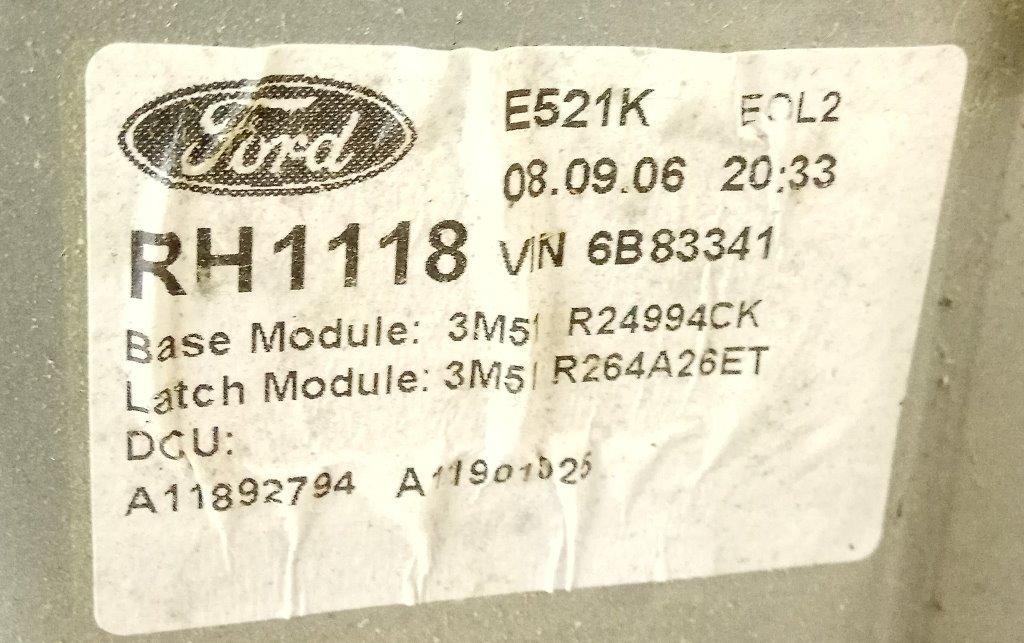 Ford
E521K EOL2
08.09.06 20:33
RH1118 VIN 6B83341
Base Module: 3M51 R24994CK
Latch Module: 3M51 R264A26ET
DCU:
A11892794